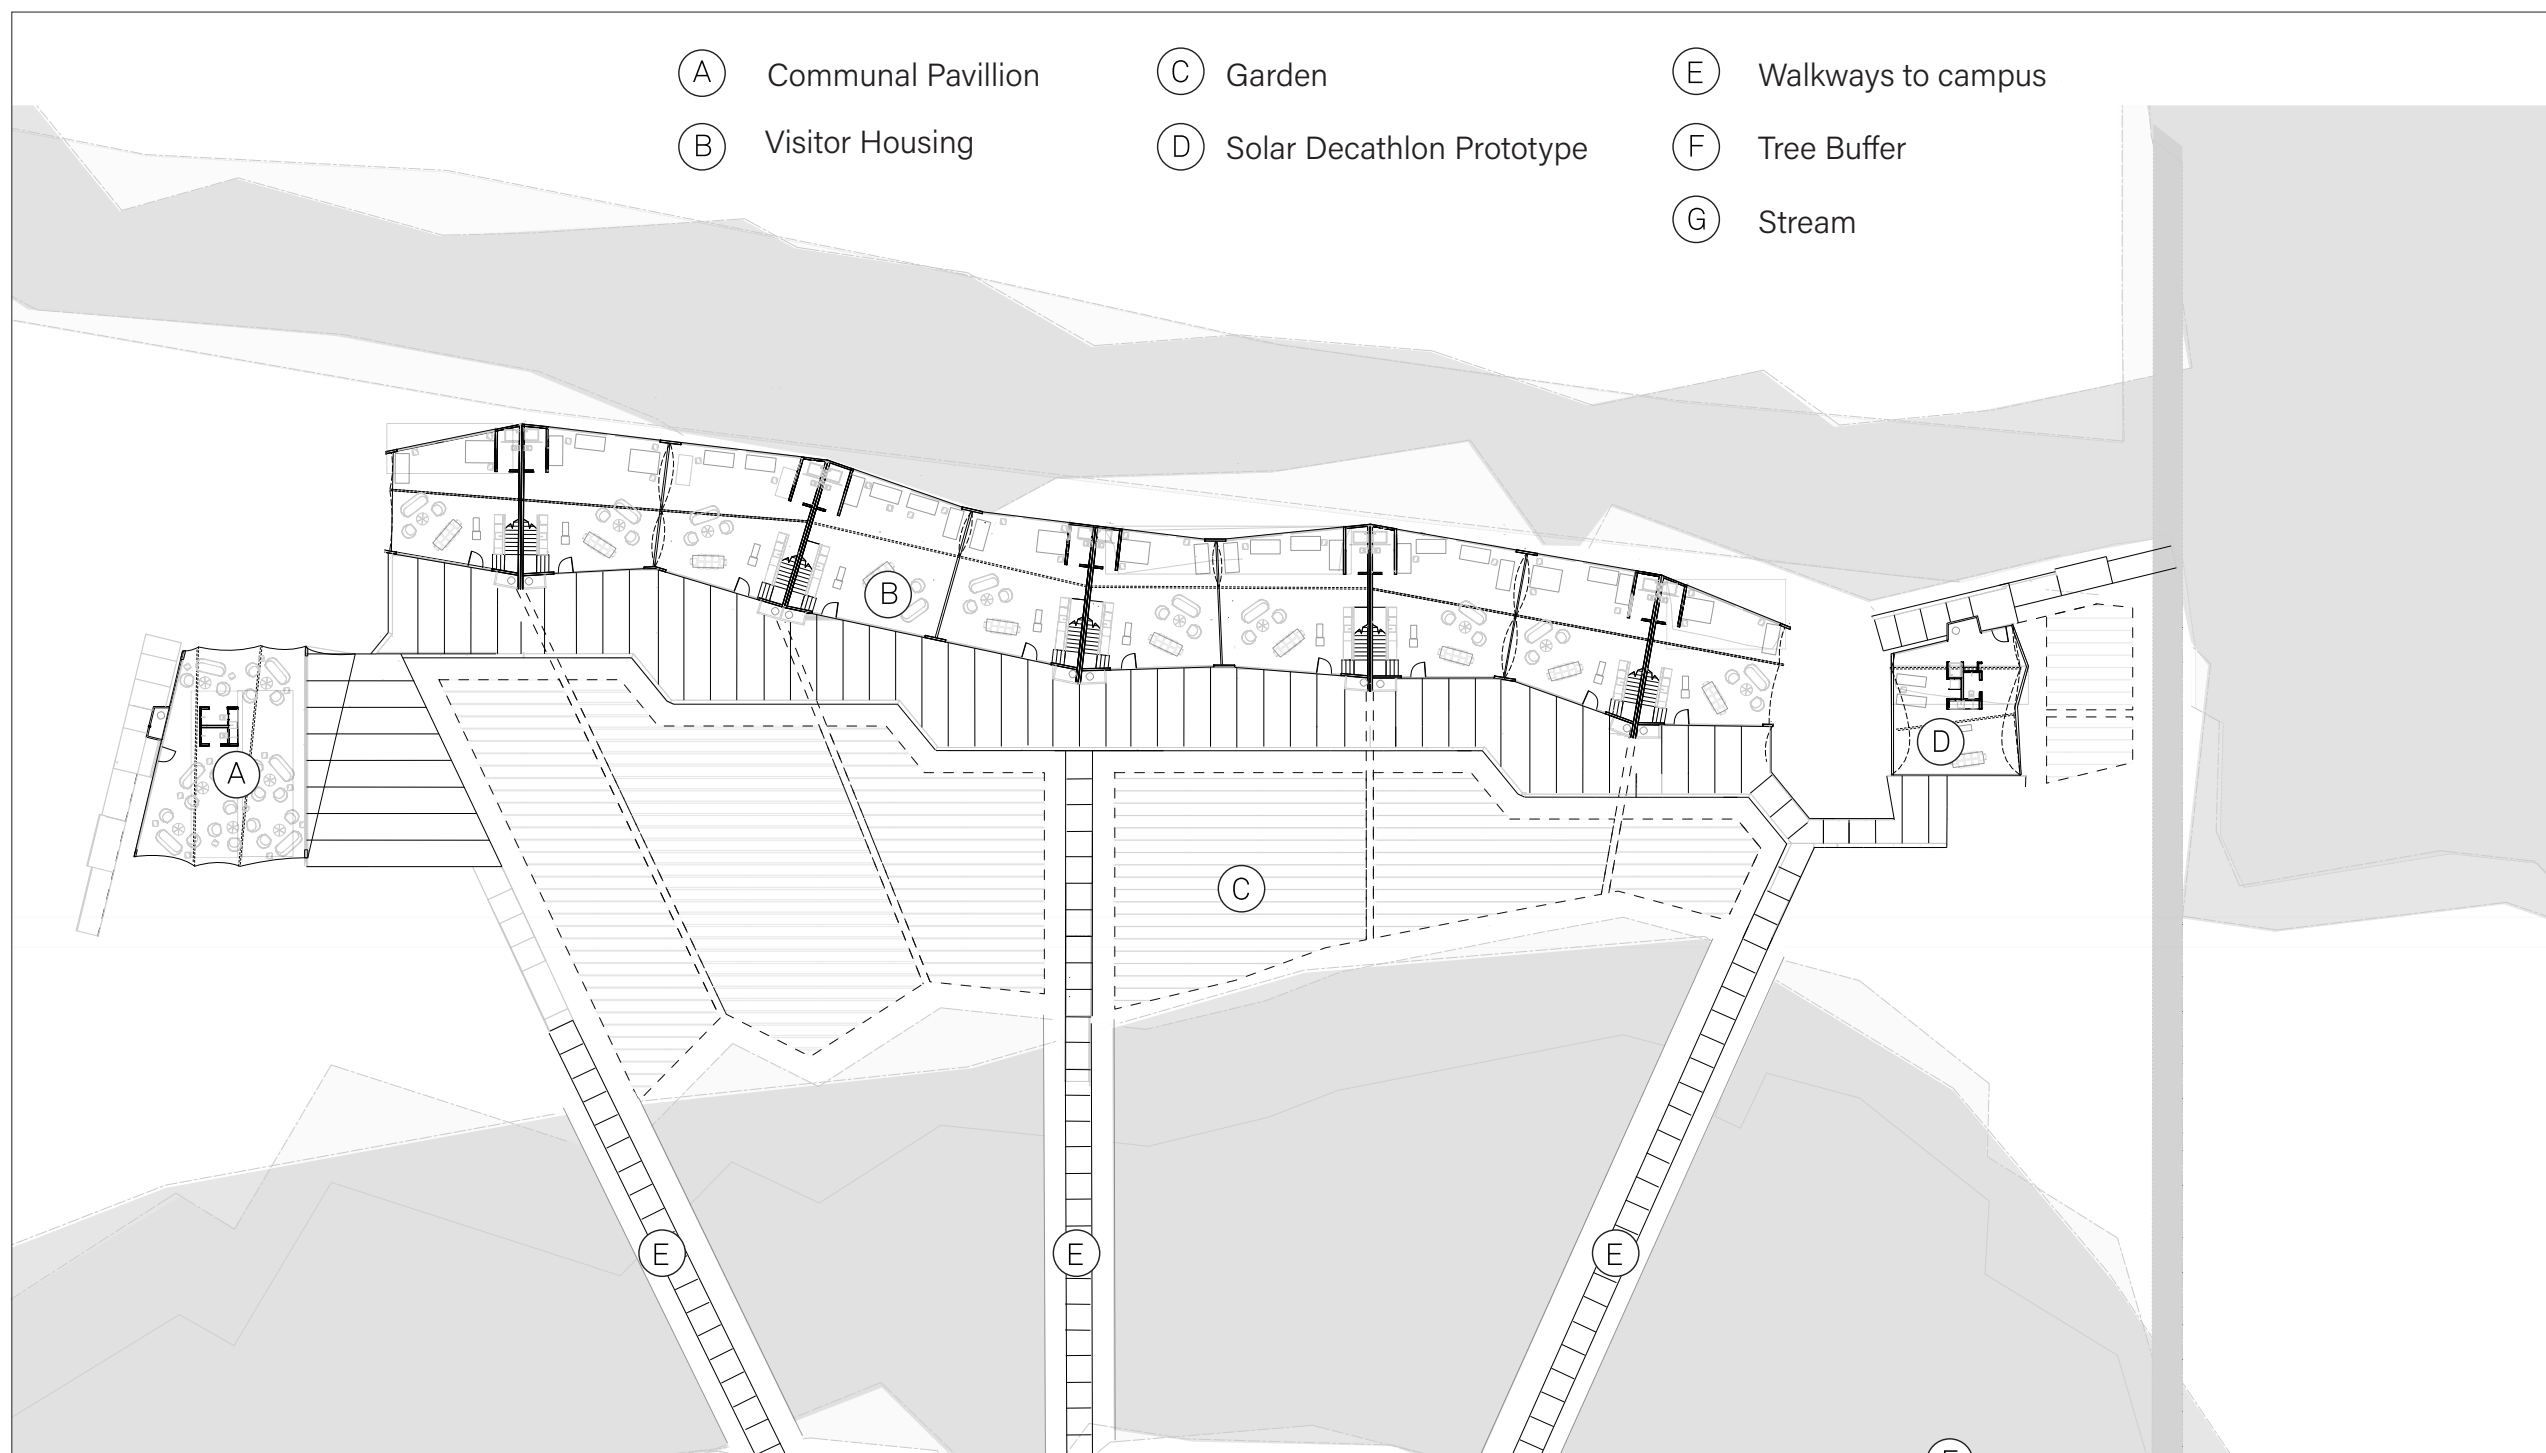 A Communal Pavillion
B Visitor Housing
C Garden
D Solar Decathlon Prototype
E Walkways to campus
F Tree Buffer
G Stream
B
A
D
C
E
E
E